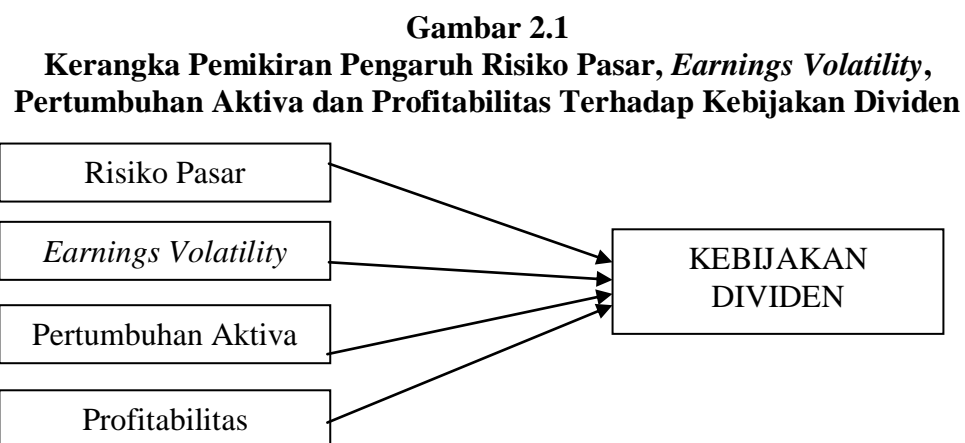 Gambar 2.1
Kerangka Pemikiran Pengaruh Risiko Pasar, Earnings Volatility,
Pertumbuhan Aktiva dan Profitabilitas Terhadap Kebijakan Dividen
Risiko Pasar
Earnings Volatility
Pertumbuhan Aktiva
Profitabilitas
KEBIJAKAN
DIVIDEN